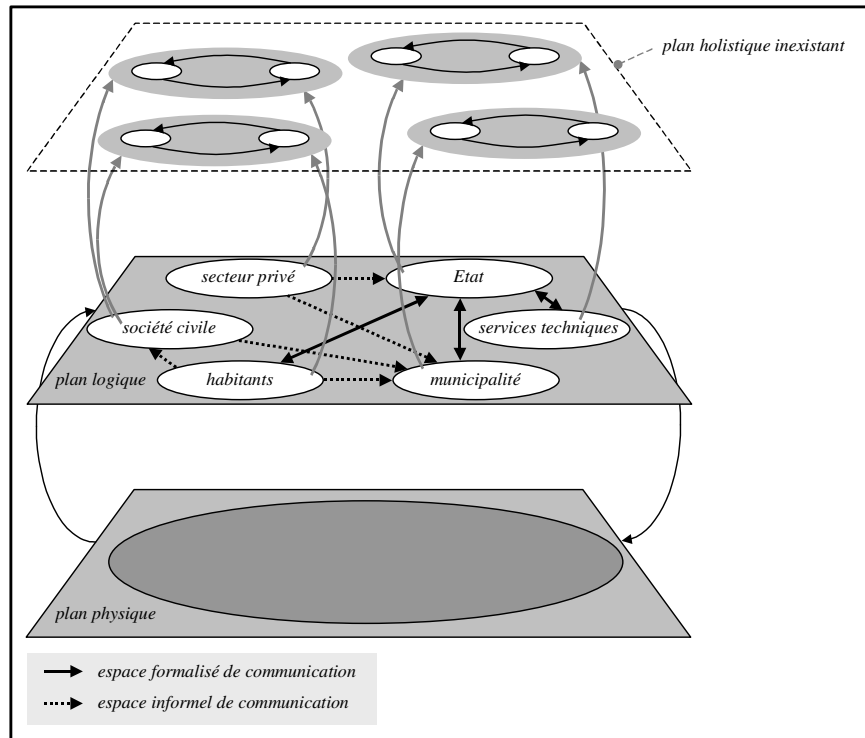 plan holistique inexistant
secteur privé
Etat
société civile
services techniques
plan logique
habitants
municipalité
plan physique
espace formalisé de communication
espace informel de communication